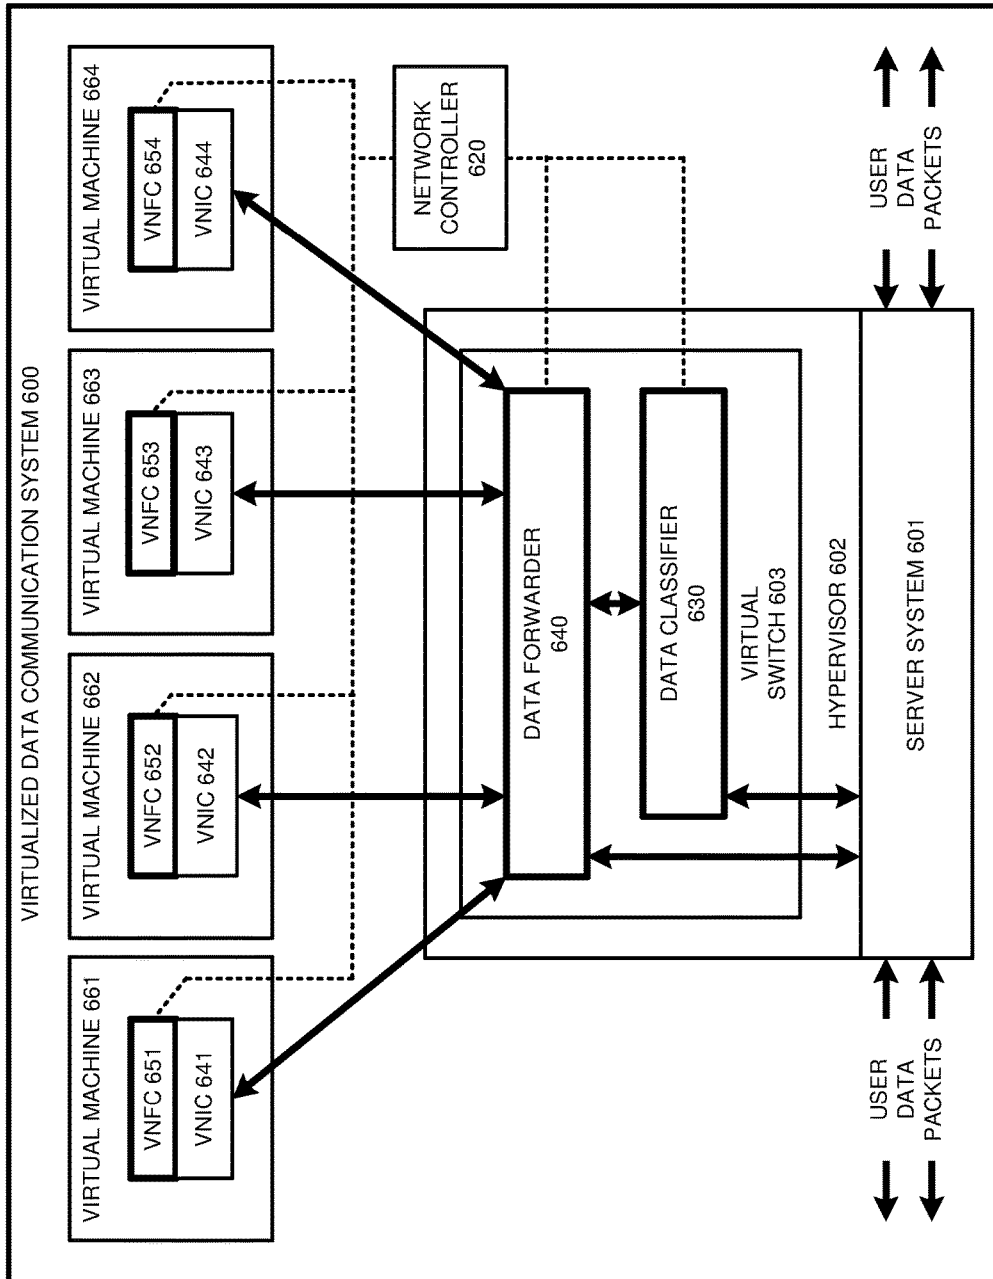 VIRTUALIZED DATA COMMUNICATION SYSTEM 600
VIRTUAL MACHINE 661
VNFC 651
VNIC 641
VIRTUAL MACHINE 662
VNFC 652
VNIC 642
VIRTUAL MACHINE 663
VNFC 653
VNIC 643
VIRTUAL MACHINE 664
VNFC 654
VNIC 644
NETWORK
CONTROLLER
620
DATA FORWARDER
640
DATA CLASSIFIER
630
VIRTUAL
SWITCH 603
HYPERVISOR 602
SERVER SYSTEM 601
USER
DATA
PACKETS
USER
DATA
PACKETS